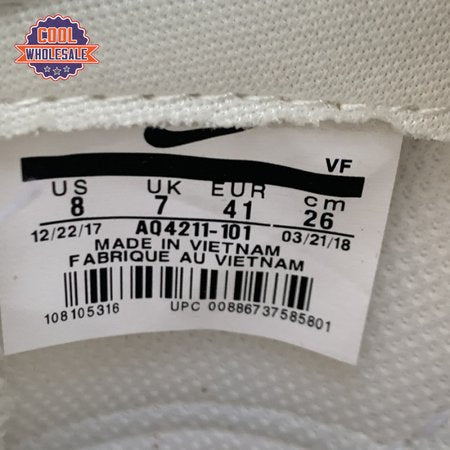 COOL
WHOLESALE
VF
US UK EUR cm
8 7 41 26
12/22/17 AQ4211-101 03/21/18
MADE IN VIETNAM
FABRIQUE AU VIETNAM
108105316 UPC 00886737585801